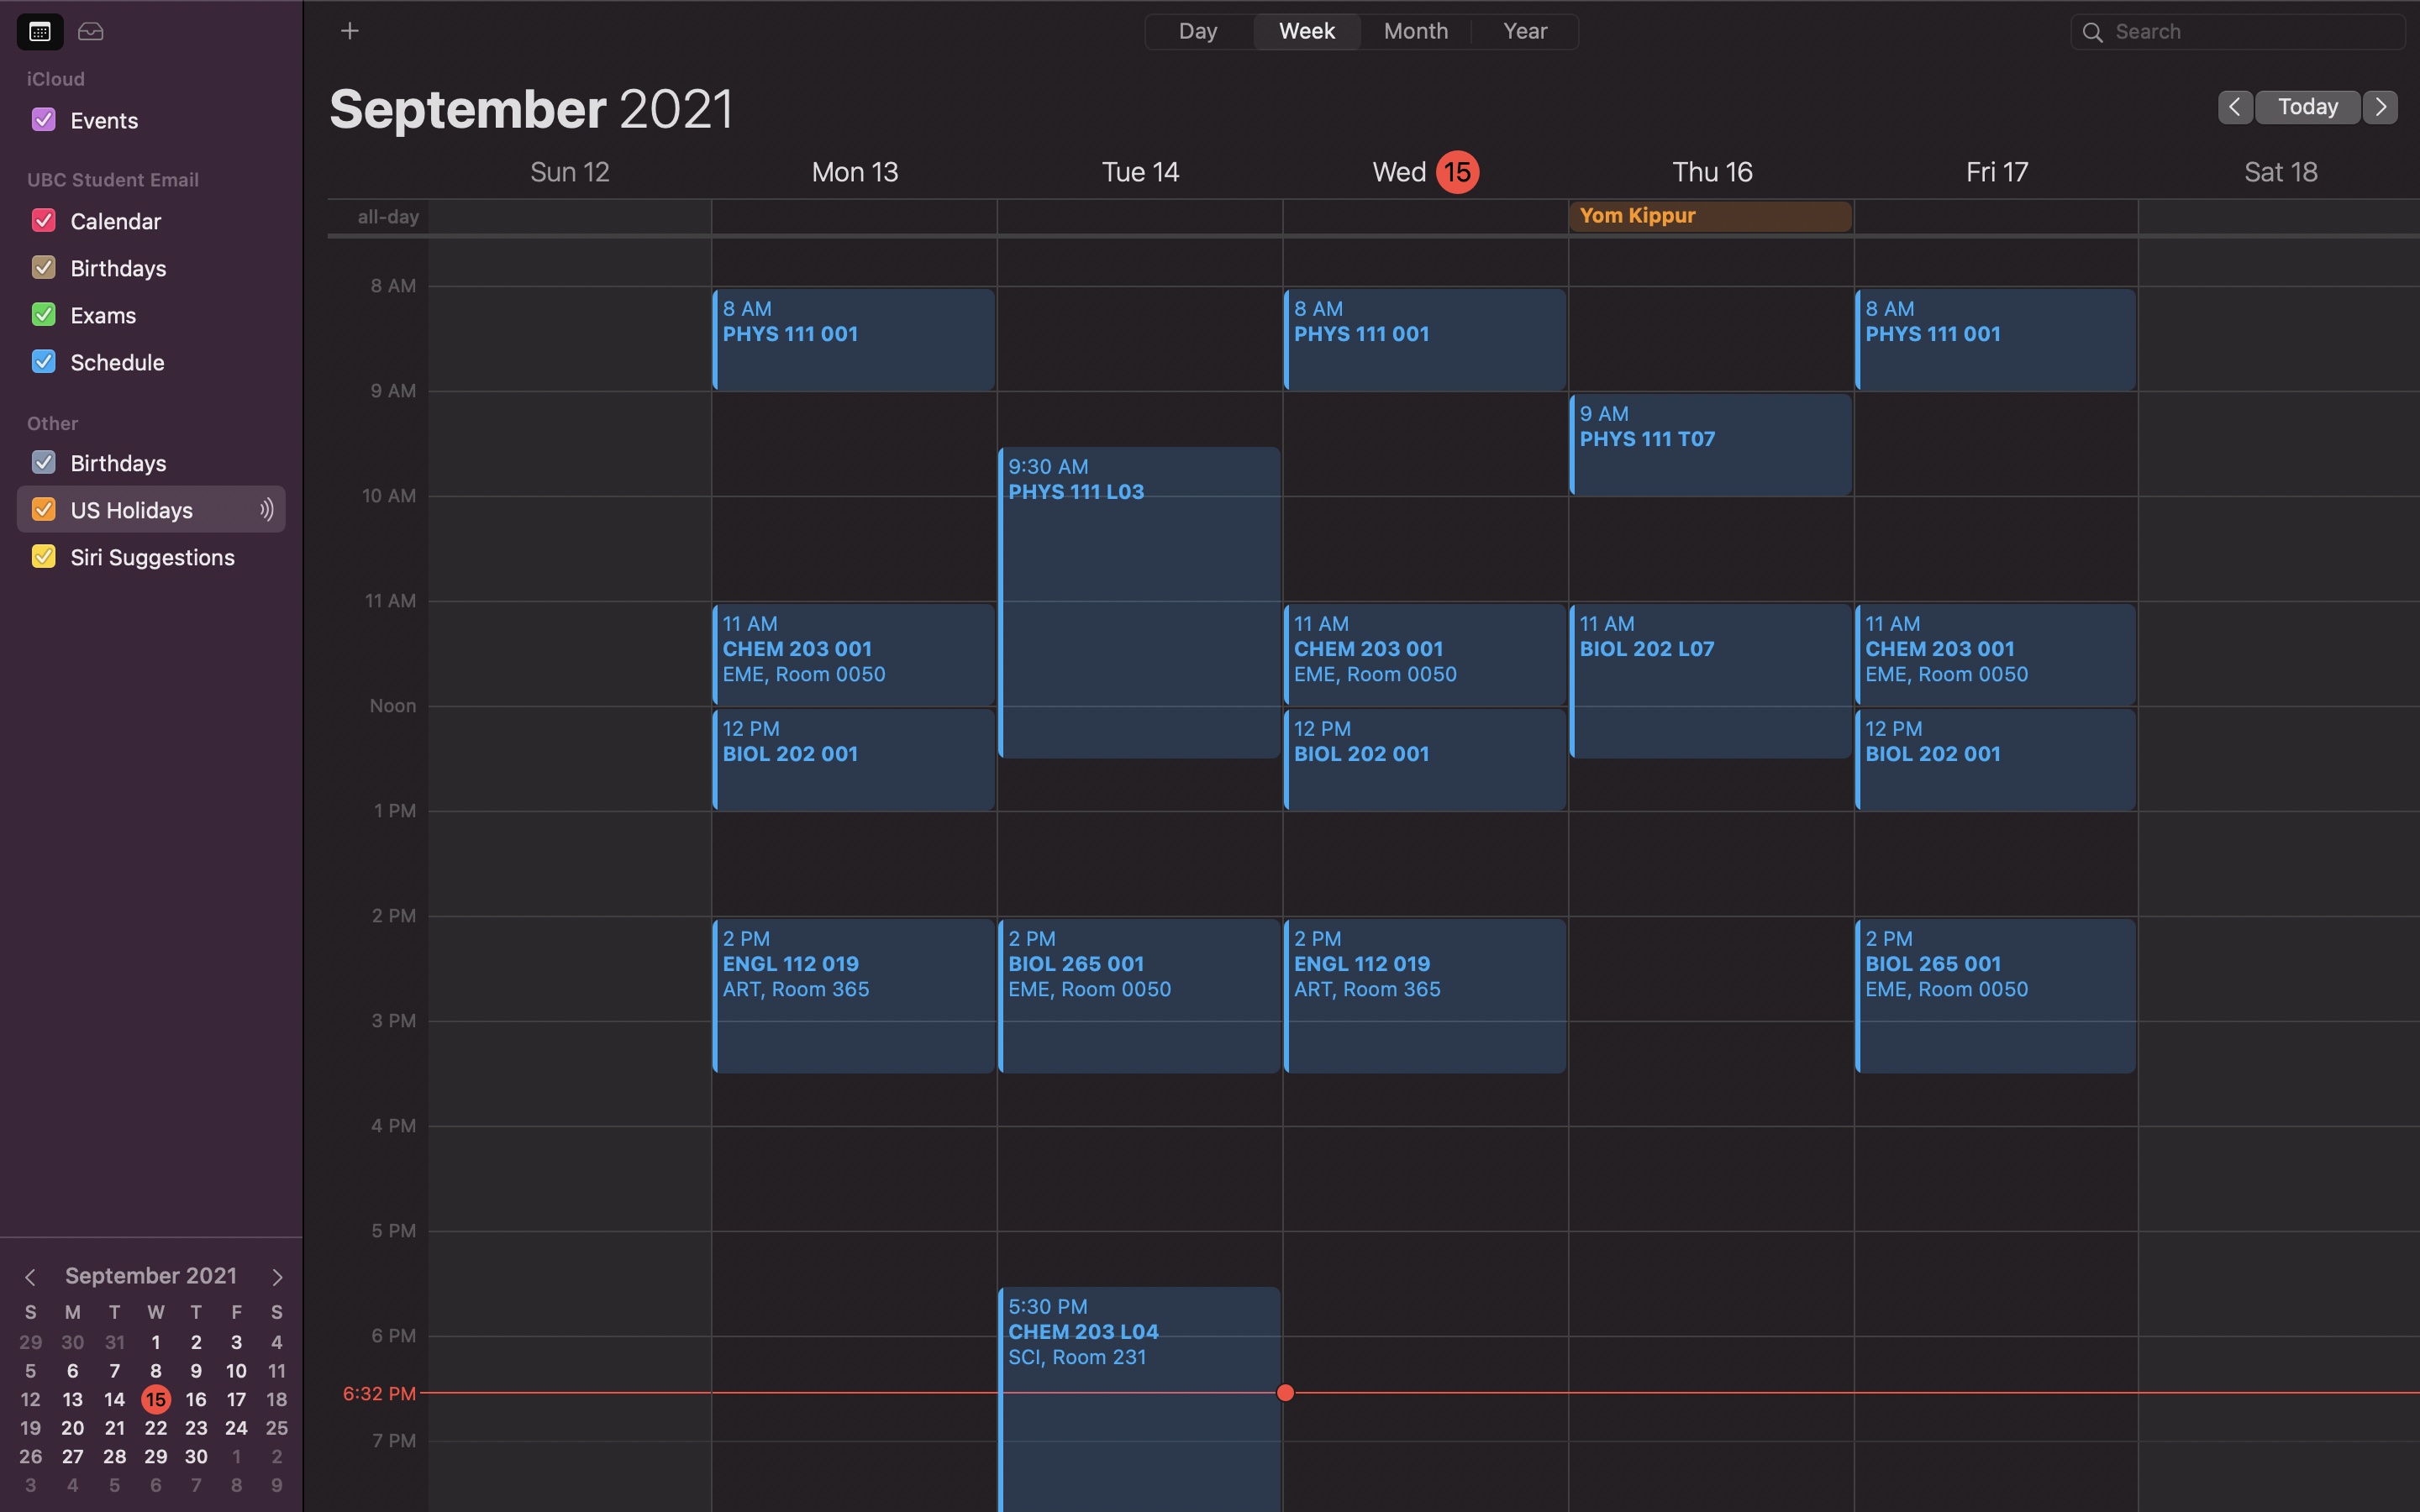 iCloud
Events
UBC Student Email
Calendar
Birthdays
Exams
Schedule
Other
Birthdays
US Holidays
Siri Suggestions
September 2021
S M T W T F S
29 30 31 1 2 3 4
5 6 7 8 9 10 11
12 13 14 15 16 17 18
19 20 21 22 23 24 25
26 27 28 29 30 1 2
3 4 5 6 7 8 9
+
Day Week Month Year
Search
September 2021
Today
Sun 12 Mon 13 Tue 14 Wed 15 Thu 16 Fri 17 Sat 18
all-day
Yom Kippur
8 AM
9 AM
10 AM
11 AM
Noon
1 PM
2 PM
3 PM
4 PM
5 PM
6 PM
6:32 PM
7 PM
8 AM
PHYS 111 001
11 AM
CHEM 203 001
EME, Room 0050
12 PM
BIOL 202 001
2 PM
ENGL 112 019
ART, Room 365
9:30 AM
PHYS 111 L03
2 PM
BIOL 265 001
EME, Room 0050
5:30 PM
CHEM 203 L04
SCI, Room 231
8 AM
PHYS 111 001
11 AM
CHEM 203 001
EME, Room 0050
12 PM
BIOL 202 001
2 PM
ENGL 112 019
ART, Room 365
9 AM
PHYS 111 T07
11 AM
BIOL 202 L07
8 AM
PHYS 111 001
11 AM
CHEM 203 001
EME, Room 0050
12 PM
BIOL 202 001
2 PM
BIOL 265 001
EME, Room 0050